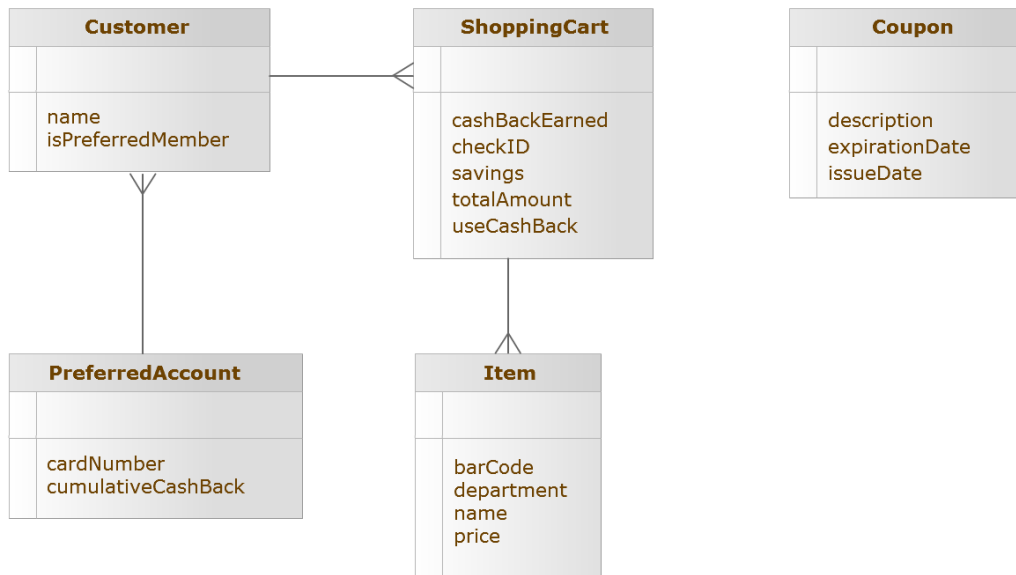 Customer
name
isPreferredMember
ShoppingCart
cashBackEarned
checkID
savings
totalAmount
useCashBack
Coupon
description
expirationDate
issueDate
PreferredAccount
cardNumber
cumulativeCashBack
Item
barCode
department
name
price